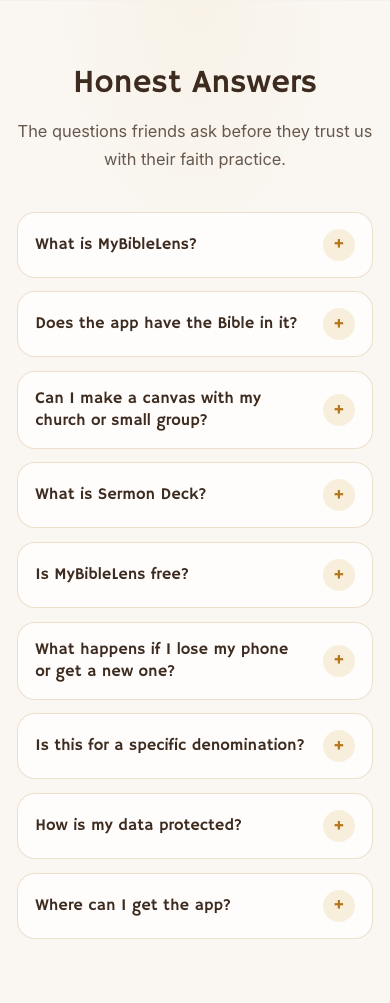 Honest Answers
The questions friends ask before they trust us
with their faith practice.
What is MyBibleLens?
+
Does the app have the Bible in it?
+
Can I make a canvas with my
church or small group?
+
What is Sermon Deck?
+
Is MyBibleLens free?
+
What happens if I lose my phone
or get a new one?
+
Is this for a specific denomination?
+
How is my data protected?
+
Where can I get the app?
+